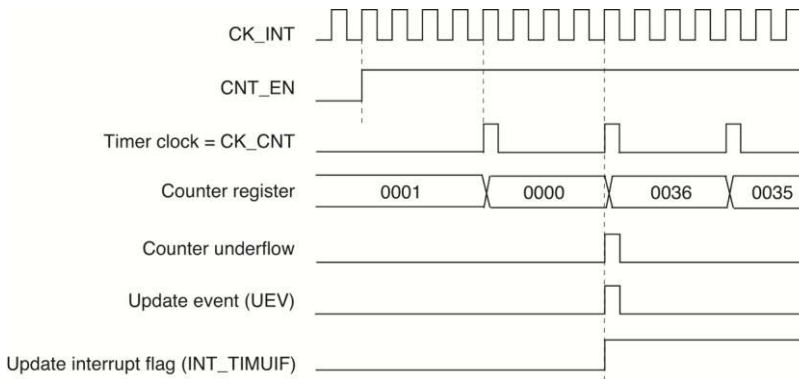 CK_INT
CNT_EN
Timer clock = CK_CNT
Counter register 0001 0000 0036 0035
Counter underflow
Update event (UEV)
Update interrupt flag (INT_TIMUIF)